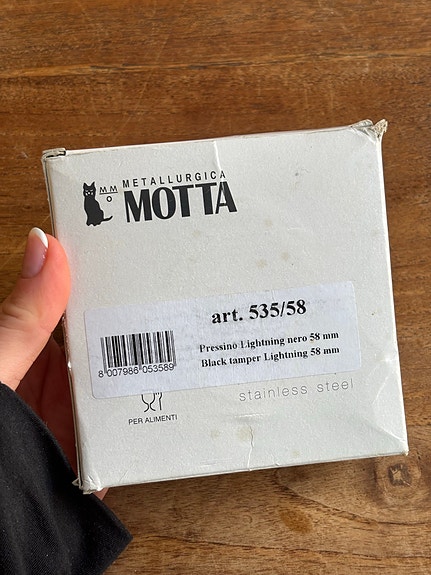 METALLURGICA
MM
O
MOTTA
art. 535/58
Pressino Lightning nero 58 mm
Black tamper Lightning 58 mm
8 007986 053589
stainless steel
PER ALIMENTI